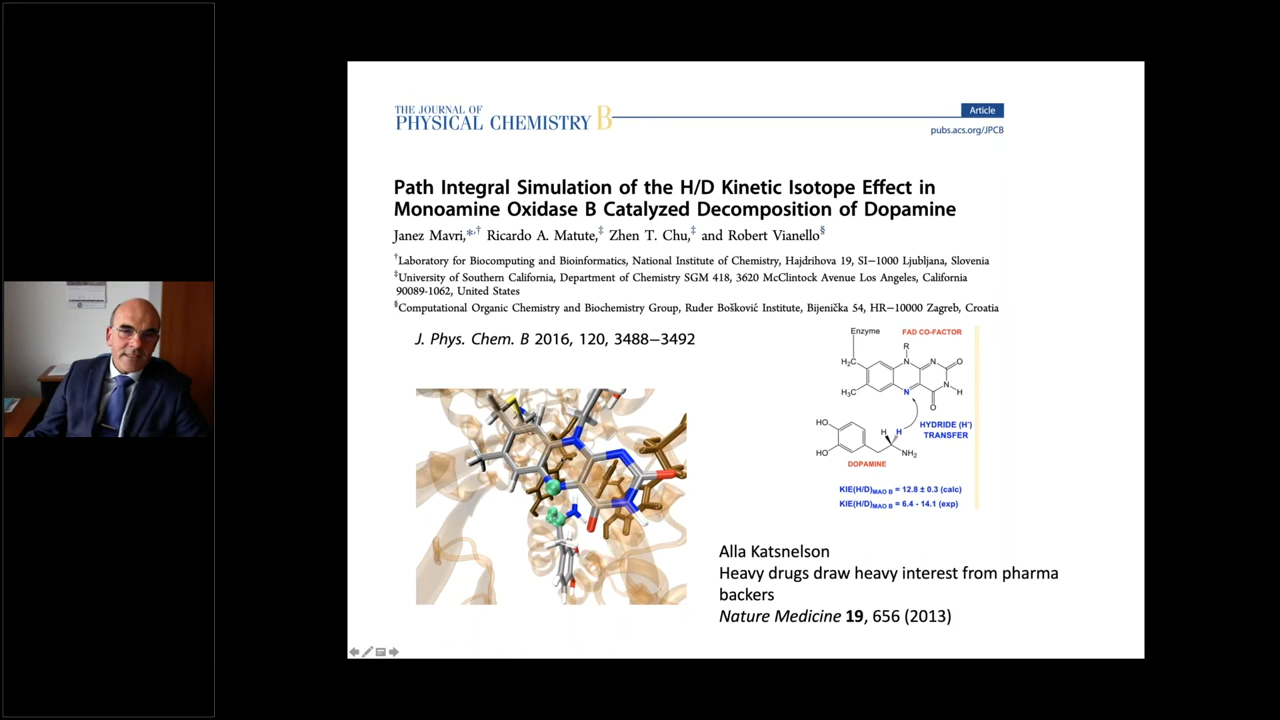 THE JOURNAL OF
PHYSICAL CHEMISTRY B
Article
pubs.acs.org/JPCB
Path Integral Simulation of the H/D Kinetic Isotope Effect in
Monoamine Oxidase B Catalyzed Decomposition of Dopamine
Janez Mavri,*,† Ricardo A. Matute,‡ Zhen T. Chu,‡ and Robert Vianello§
†Laboratory for Biocomputing and Bioinformatics, National Institute of Chemistry, Hajdrihova 19, SI−1000 Ljubljana, Slovenia
‡University of Southern California, Department of Chemistry SGM 418, 3620 McClintock Avenue Los Angeles, California
90089-1062, United States
§Computational Organic Chemistry and Biochemistry Group, Ruđer Bošković Institute, Bijenička 54, HR−10000 Zagreb, Croatia
J. Phys. Chem. B 2016, 120, 3488−3492
Enzyme
FAD CO-FACTOR
R
H₂C
N
N
O
H₃C
N
N
H
O
HO
H
H
HYDRIDE (H⁻)
TRANSFER
HO
NH₂
DOPAMINE
KIE(H/D)MAO B = 12.8 ± 0.3 (calc)
KIE(H/D)MAO B = 6.4 - 14.1 (exp)
Alla Katsnelson
Heavy drugs draw heavy interest from pharma
backers
Nature Medicine 19, 656 (2013)